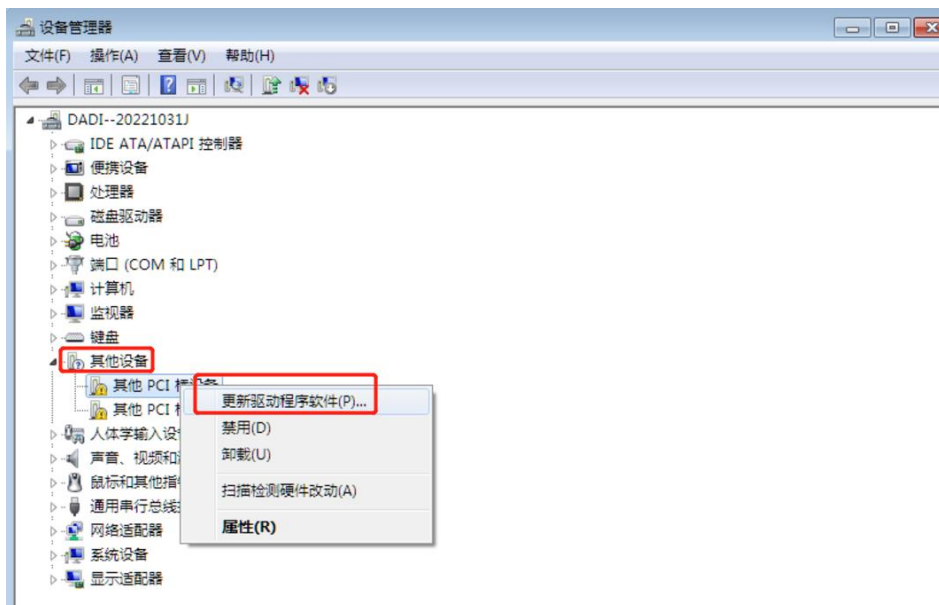 设备管理器
文件(F) 操作(A) 查看(V) 帮助(H)
DADI--20221031J
IDE ATA/ATAPI 控制器
便携设备
处理器
磁盘驱动器
电池
端口 (COM 和 LPT)
计算机
监视器
键盘
其他设备
其他 PCI 桥设备
更新驱动程序软件(P)...
其他 PCI
禁用(D)
人体学输入设
卸载(U)
声音、视频和
鼠标和其他指
扫描检测硬件改动(A)
通用串行总线
网络适配器
属性(R)
系统设备
显示适配器